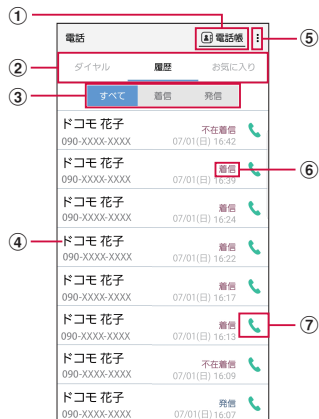 ①
電話 電話帳 ⑤
② ダイヤル 履歴 お気に入り
③ すべて 着信 発信
ドコモ 花子 不在着信
090-XXXX-XXXX 07/01(日) 16:42
ドコモ 花子 着信 ⑥
090-XXXX-XXXX 07/01(日) 16:39
ドコモ 花子 着信
090-XXXX-XXXX 07/01(日) 16:24
④ ドコモ 花子 着信
090-XXXX-XXXX 07/01(日) 16:22
ドコモ 花子 着信
090-XXXX-XXXX 07/01(日) 16:17
ドコモ 花子 着信 ⑦
090-XXXX-XXXX 07/01(日) 16:13
ドコモ 花子 不在着信
090-XXXX-XXXX 07/01(日) 16:09
ドコモ 花子 発信
090-XXXX-XXXX 07/01(日) 16:07